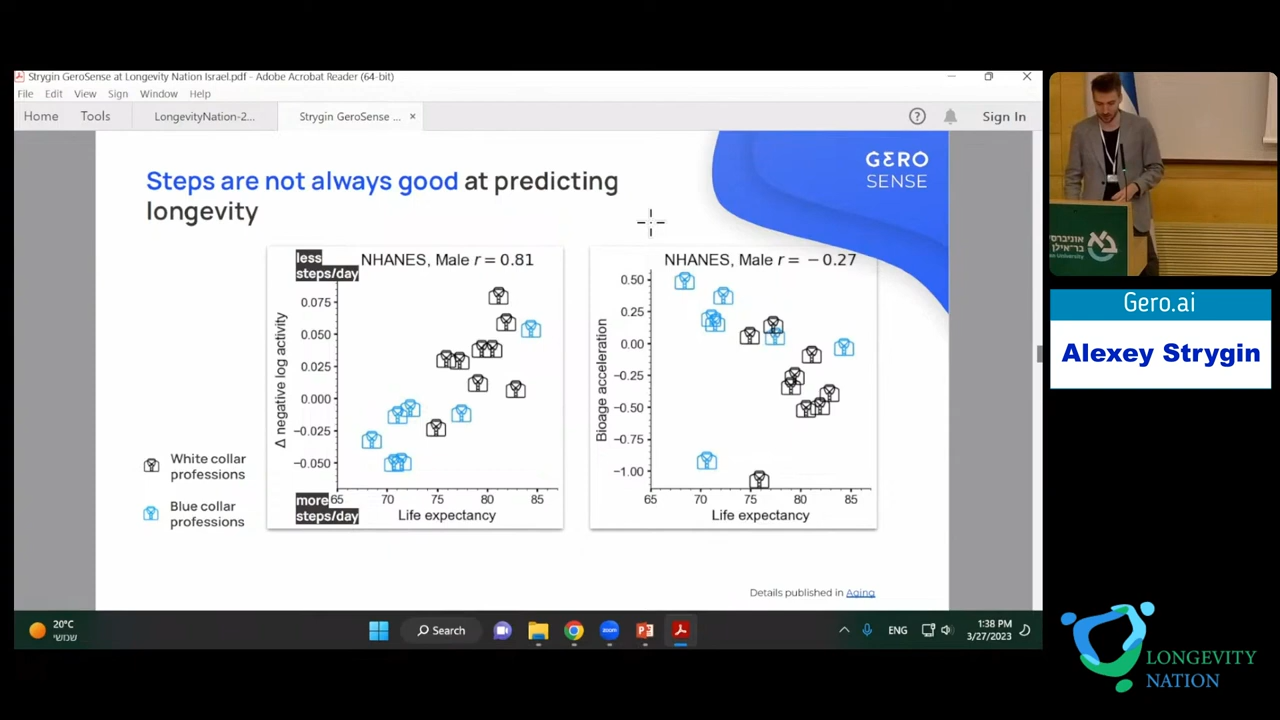 Strygin GeroSense at Longevity Nation Israel.pdf - Adobe Acrobat Reader (64-bit)
File Edit View Sign Window Help
Home Tools LongevityNation-2... Strygin GeroSense ... × Sign In
Steps are not always good at predicting
longevity
GERO
SENSE
less
steps/day
NHANES, Male r = 0.81
0.075
0.050
0.025
0.000
−0.025
−0.050
Δ negative log activity
more
steps/day
65 70 75 80 85
Life expectancy
NHANES, Male r = −0.27
0.50
0.25
0.00
−0.25
−0.50
−0.75
−1.00
Bioage acceleration
65 70 75 80 85
Life expectancy
White collar
professions
Blue collar
professions
Details published in Aging
20°C
Search
ENG
1:38 PM
3/27/2023
אוניברסיטת
בר־אילן
Gero.ai
Alexey Strygin
LONGEVITY
NATION